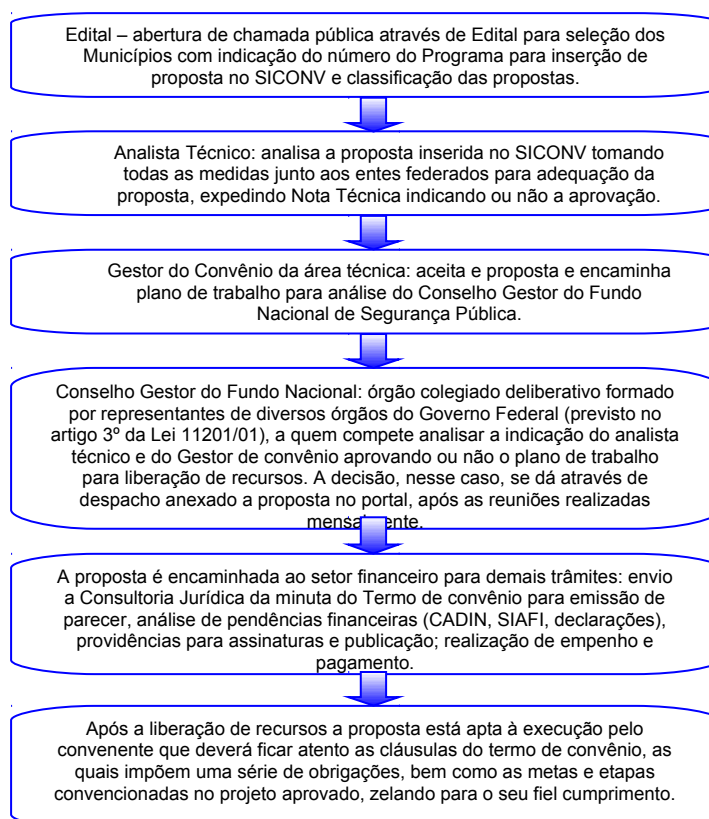 Edital – abertura de chamada pública através de Edital para seleção dos
Municípios com indicação do número do Programa para inserção de
proposta no SICONV e classificação das propostas.
Analista Técnico: analisa a proposta inserida no SICONV tomando
todas as medidas junto aos entes federados para adequação da
proposta, expedindo Nota Técnica indicando ou não a aprovação.
Gestor do Convênio da área técnica: aceita e proposta e encaminha
plano de trabalho para análise do Conselho Gestor do Fundo
Nacional de Segurança Pública.
Conselho Gestor do Fundo Nacional: órgão colegiado deliberativo formado
por representantes de diversos órgãos do Governo Federal (previsto no
artigo 3º da Lei 11201/01), a quem compete analisar a indicação do analista
técnico e do Gestor de convênio aprovando ou não o plano de trabalho
para liberação de recursos. A decisão, nesse caso, se dá através de
despacho anexado a proposta no portal, após as reuniões realizadas
mensalmente.
A proposta é encaminhada ao setor financeiro para demais trâmites: envio
a Consultoria Jurídica da minuta do Termo de convênio para emissão de
parecer, análise de pendências financeiras (CADIN, SIAFI, declarações),
providências para assinaturas e publicação; realização de empenho e
pagamento.
Após a liberação de recursos a proposta está apta à execução pelo
convenente que deverá ficar atento as cláusulas do termo de convênio, as
quais impõem uma série de obrigações, bem como as metas e etapas
convencionadas no projeto aprovado, zelando para o seu fiel cumprimento.